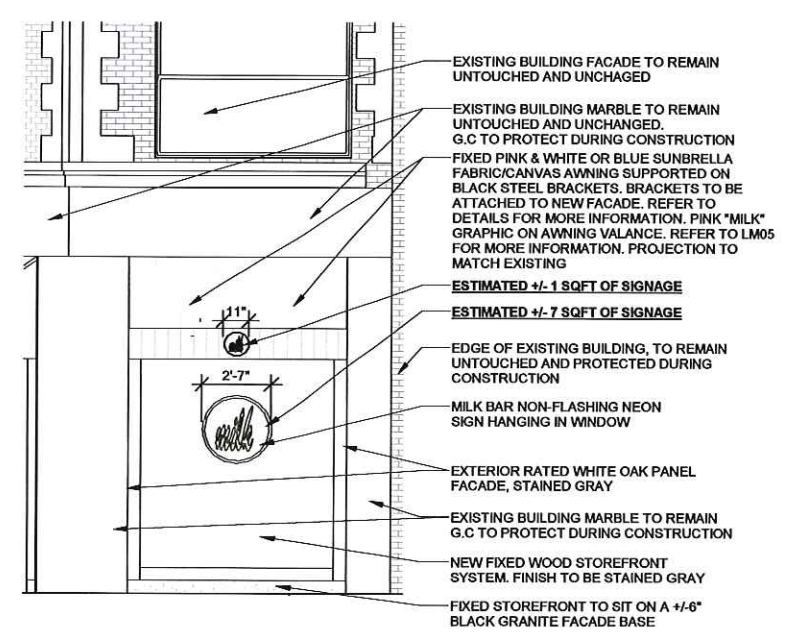 EXISTING BUILDING FACADE TO REMAIN
UNTOUCHED AND UNCHAGED
EXISTING BUILDING MARBLE TO REMAIN
UNTOUCHED AND UNCHANGED.
G.C TO PROTECT DURING CONSTRUCTION
FIXED PINK & WHITE OR BLUE SUNBRELLA
FABRIC/CANVAS AWNING SUPPORTED ON
BLACK STEEL BRACKETS. BRACKETS TO BE
ATTACHED TO NEW FACADE. REFER TO
DETAILS FOR MORE INFORMATION. PINK "MILK"
GRAPHIC ON AWNING VALANCE. REFER TO LM05
FOR MORE INFORMATION. PROJECTION TO
MATCH EXISTING
11"
ESTIMATED +/- 1 SQFT OF SIGNAGE
ESTIMATED +/- 7 SQFT OF SIGNAGE
EDGE OF EXISTING BUILDING, TO REMAIN
UNTOUCHED AND PROTECTED DURING
CONSTRUCTION
2'-7"
milk
MILK BAR NON-FLASHING NEON
SIGN HANGING IN WINDOW
EXTERIOR RATED WHITE OAK PANEL
FACADE, STAINED GRAY
EXISTING BUILDING MARBLE TO REMAIN
G.C TO PROTECT DURING CONSTRUCTION
NEW FIXED WOOD STOREFRONT
SYSTEM. FINISH TO BE STAINED GRAY
FIXED STOREFRONT TO SIT ON A +/-6"
BLACK GRANITE FACADE BASE